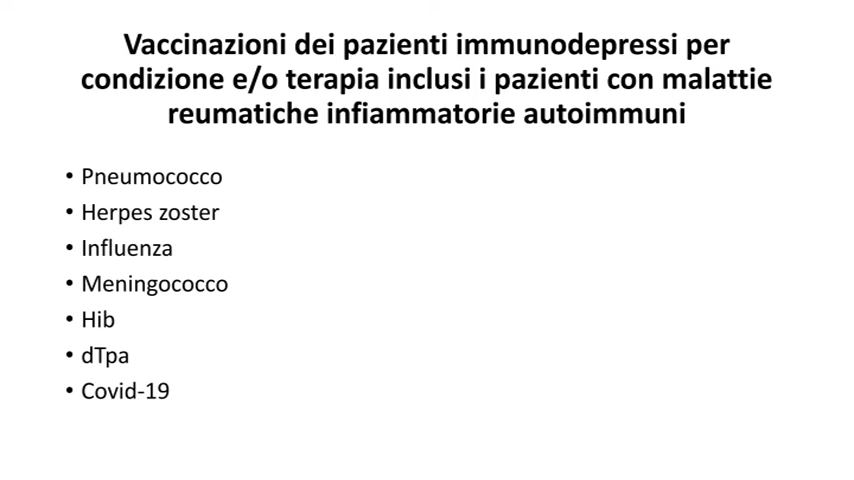 Vaccinazioni dei pazienti immunodepressi per
condizione e/o terapia inclusi i pazienti con malattie
reumatiche infiammatorie autoimmuni
• Pneumococco
• Herpes zoster
• Influenza
• Meningococco
• Hib
• dTpa
• Covid-19